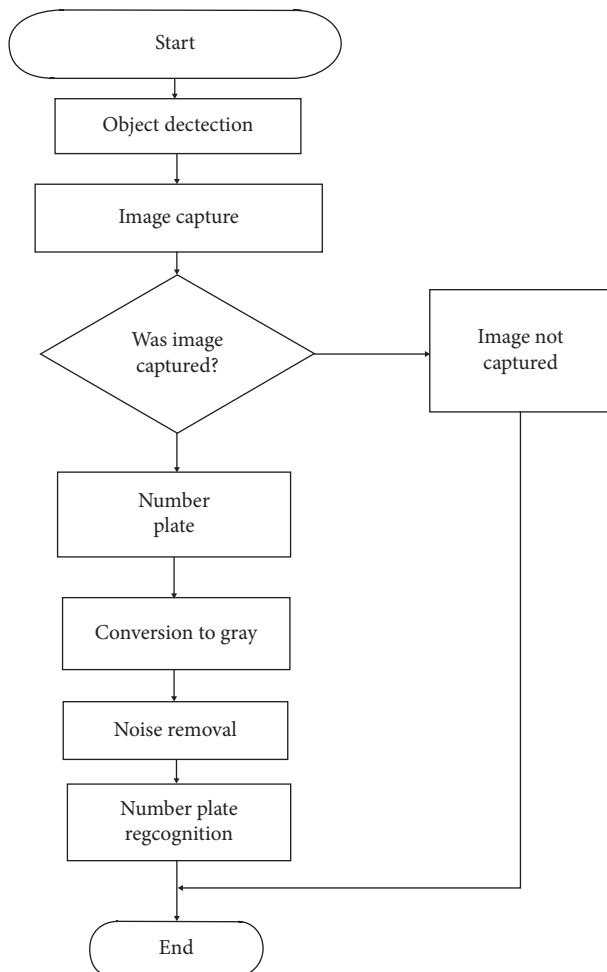 Start
Object dectection
Image capture
Was image
captured?
Image not
captured
Number
plate
Conversion to gray
Noise removal
Number plate
regcognition
End